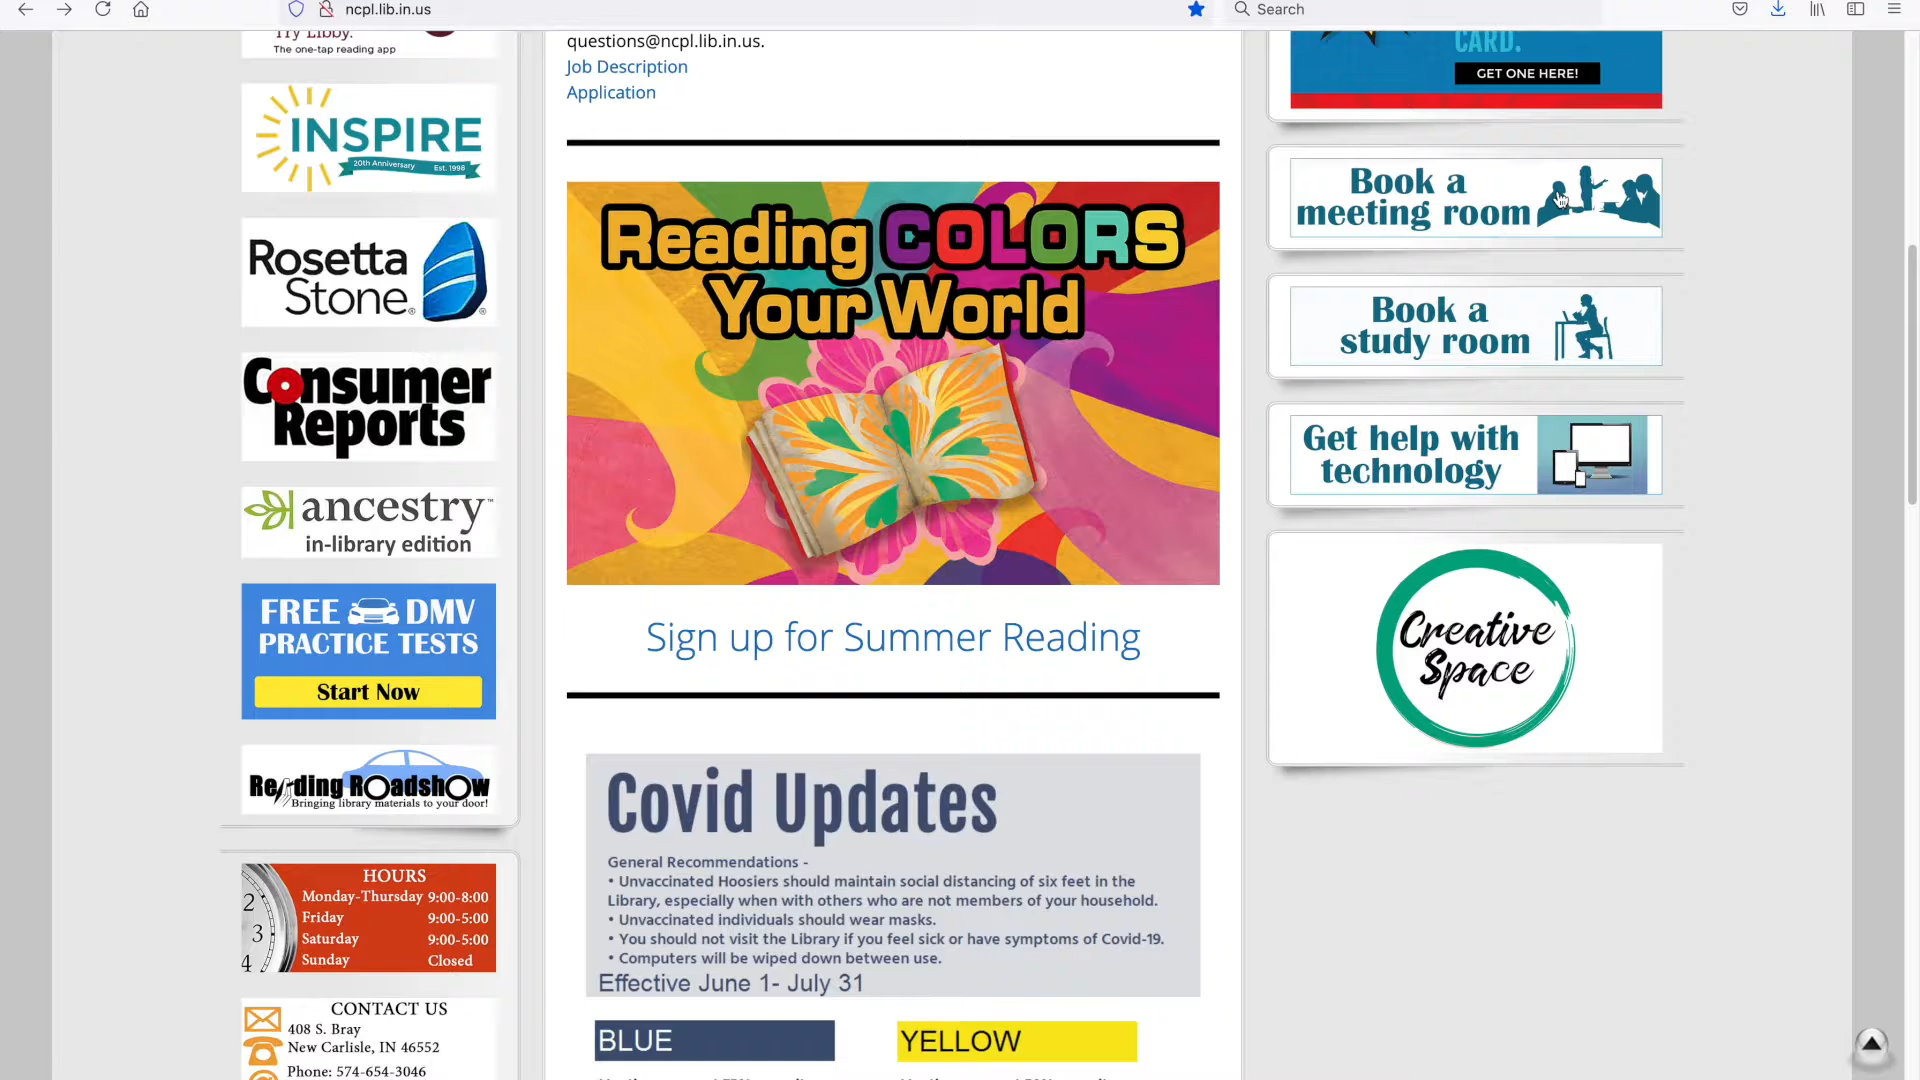 ncpl.lib.in.us
Search
Try Libby.
The one-tap reading app
INSPIRE
20th Anniversary Est. 1998
Rosetta
Stone®
Consumer
Reports
ancestry™
in-library edition
FREE DMV
PRACTICE TESTS
Start Now
Reading Roadshow
Bringing library materials to your door!
HOURS
Monday-Thursday 9:00-8:00
Friday 9:00-5:00
Saturday 9:00-5:00
Sunday Closed
2
3
4
CONTACT US
408 S. Bray
New Carlisle, IN 46552
Phone: 574-654-3046
questions@ncpl.lib.in.us.
Job Description
Application
Reading COLORS
Your World
Sign up for Summer Reading
Covid Updates
General Recommendations -
• Unvaccinated Hoosiers should maintain social distancing of six feet in the
Library, especially when with others who are not members of your household.
• Unvaccinated individuals should wear masks.
• You should not visit the Library if you feel sick or have symptoms of Covid-19.
• Computers will be wiped down between use.
Effective June 1- July 31
BLUE
YELLOW
CARD.
GET ONE HERE!
Book a
meeting room
Book a
study room
Get help with
technology
Creative
Space